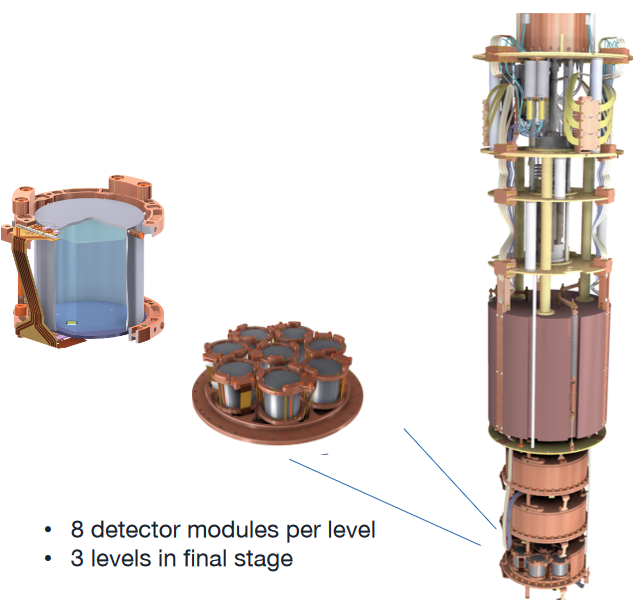 • 8 detector modules per level
• 3 levels in final stage